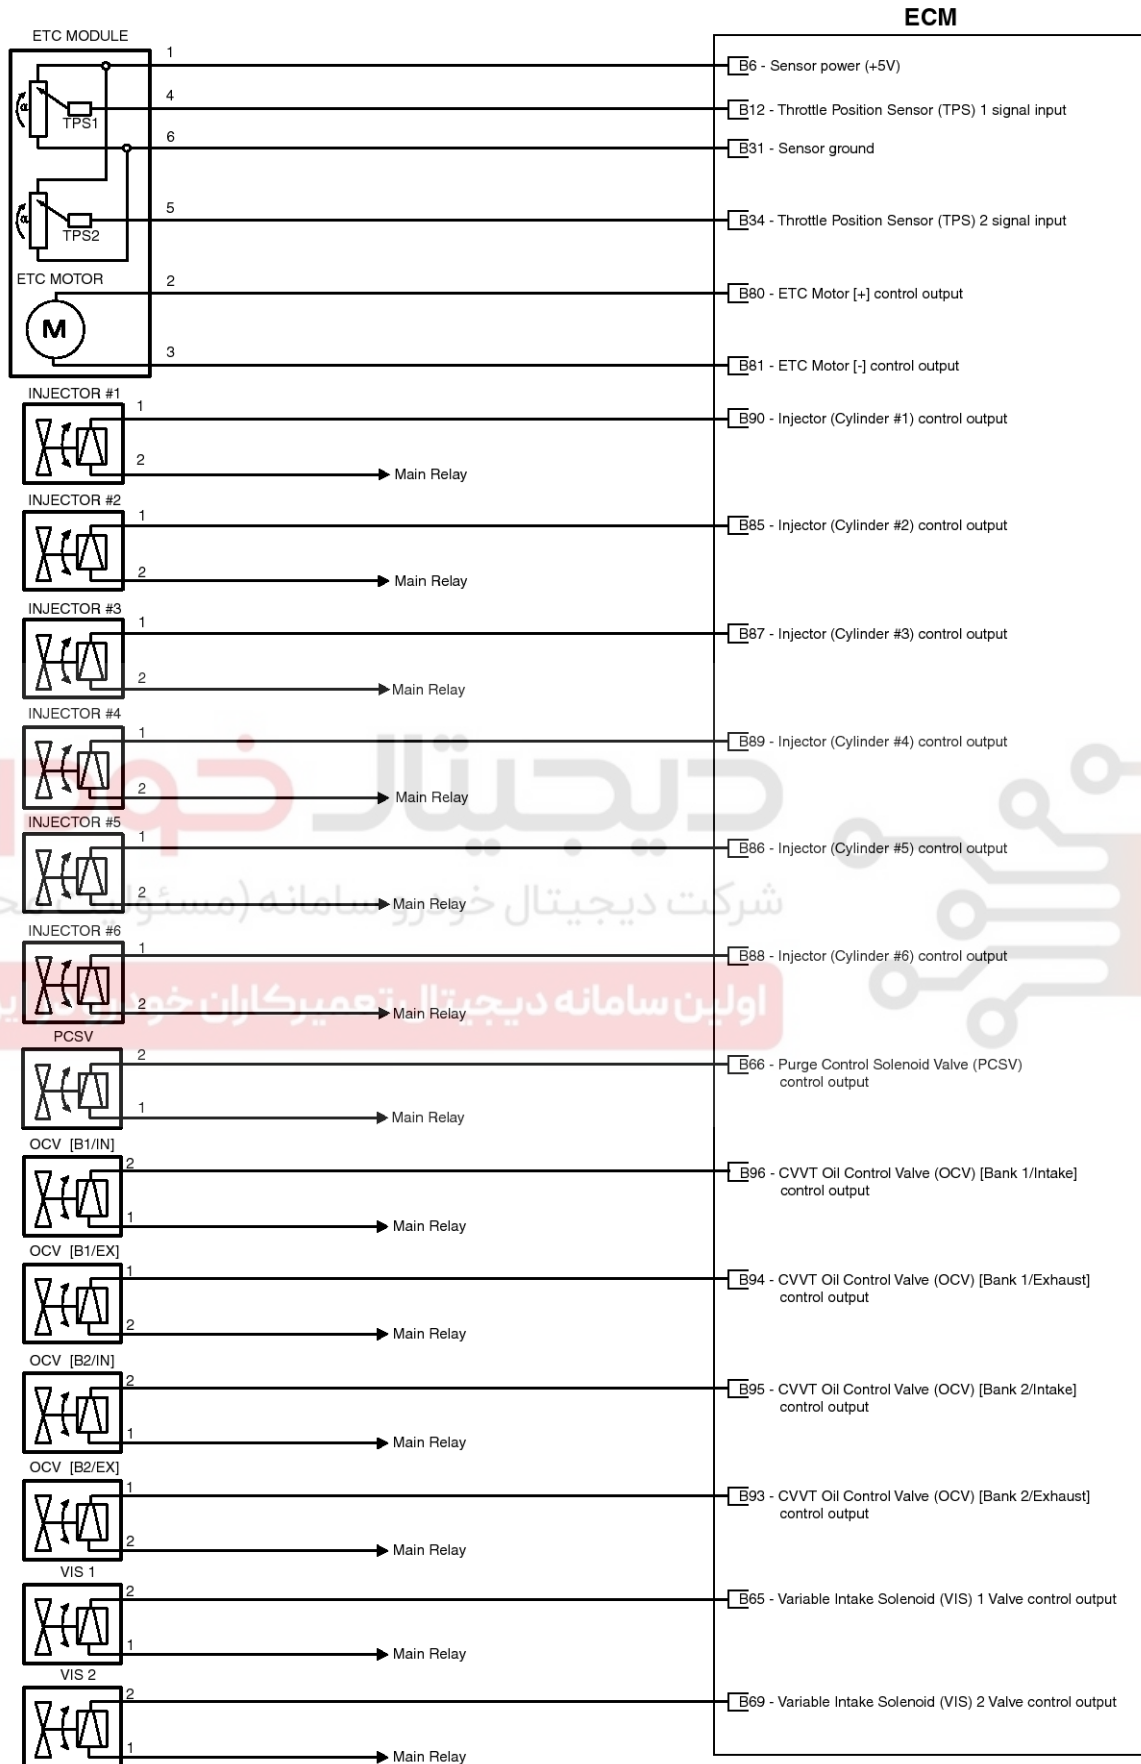 ECM
ETC MODULE
1
B6 - Sensor power (+5V)
4
α
TPS1
B12 - Throttle Position Sensor (TPS) 1 signal input
6
B31 - Sensor ground
5
α
TPS2
B34 - Throttle Position Sensor (TPS) 2 signal input
ETC MOTOR
2
B80 - ETC Motor [+] control output
M
3
B81 - ETC Motor [-] control output
INJECTOR #1
1
B90 - Injector (Cylinder #1) control output
2
Main Relay
INJECTOR #2
1
B85 - Injector (Cylinder #2) control output
2
Main Relay
INJECTOR #3
1
B87 - Injector (Cylinder #3) control output
2
Main Relay
INJECTOR #4
1
B89 - Injector (Cylinder #4) control output
دیجیتال خودرو
2
Main Relay
INJECTOR #5
1
B86 - Injector (Cylinder #5) control output
2
Main Relay
شرکت دیجیتال خودرو سامانه (مسئولیت
INJECTOR #6
1
B88 - Injector (Cylinder #6) control output
2
Main Relay
اولین سامانه دیجیتال تعمیرکاران خودرو در
PCSV
2
B66 - Purge Control Solenoid Valve (PCSV)
control output
1
Main Relay
OCV [B1/IN]
2
B96 - CVVT Oil Control Valve (OCV) [Bank 1/Intake]
control output
1
Main Relay
OCV [B1/EX]
1
B94 - CVVT Oil Control Valve (OCV) [Bank 1/Exhaust]
control output
2
Main Relay
OCV [B2/IN]
2
B95 - CVVT Oil Control Valve (OCV) [Bank 2/Intake]
control output
1
Main Relay
OCV [B2/EX]
1
B93 - CVVT Oil Control Valve (OCV) [Bank 2/Exhaust]
control output
2
Main Relay
VIS 1
2
B65 - Variable Intake Solenoid (VIS) 1 Valve control output
1
Main Relay
VIS 2
2
B69 - Variable Intake Solenoid (VIS) 2 Valve control output
1
Main Relay